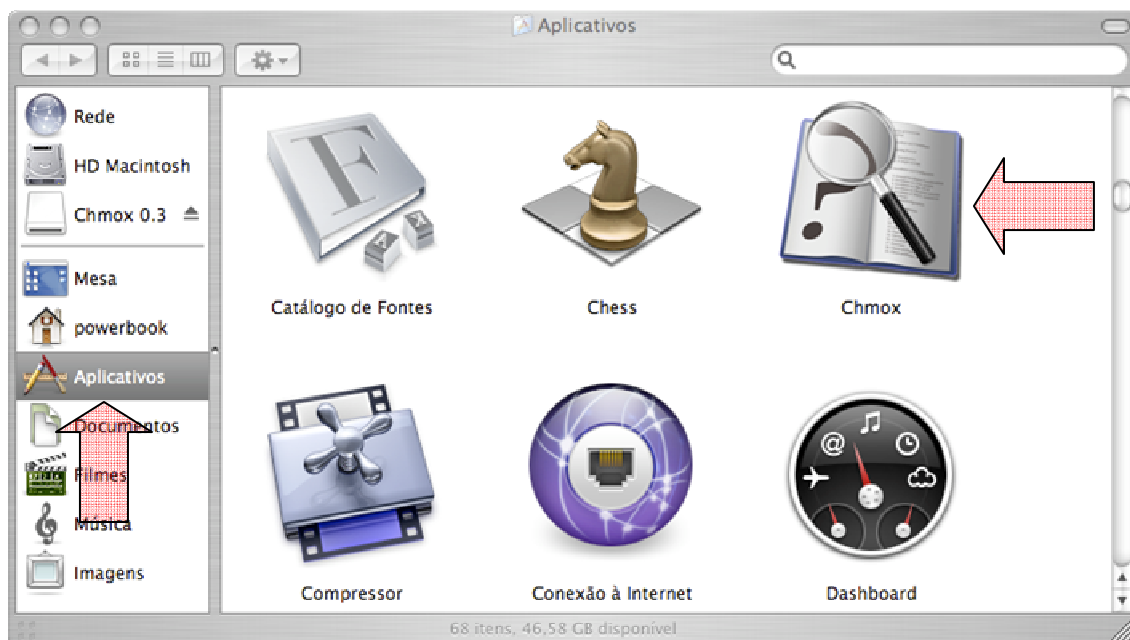 Aplicativos
Rede
HD Macintosh
Chmox 0.3
Mesa
powerbook
Aplicativos
Documentos
Filmes
Música
Imagens
Catálogo de Fontes
Chess
Chmox
Compressor
Conexão à Internet
Dashboard
68 itens, 46,58 GB disponível